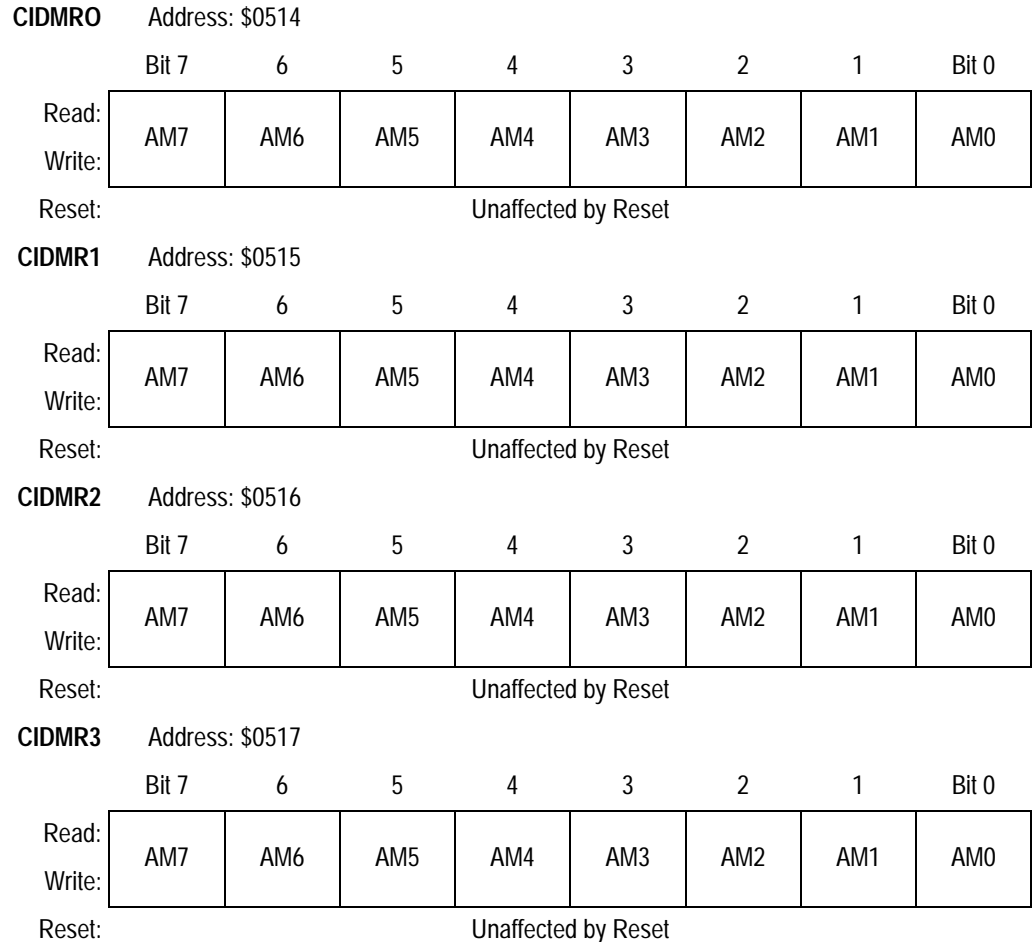 CIDMRO Address: $0514
Bit 7 6 5 4 3 2 1 Bit 0
Read:
AM7 AM6 AM5 AM4 AM3 AM2 AM1 AM0
Write:
Reset: Unaffected by Reset
CIDMR1 Address: $0515
Bit 7 6 5 4 3 2 1 Bit 0
Read:
AM7 AM6 AM5 AM4 AM3 AM2 AM1 AM0
Write:
Reset: Unaffected by Reset
CIDMR2 Address: $0516
Bit 7 6 5 4 3 2 1 Bit 0
Read:
AM7 AM6 AM5 AM4 AM3 AM2 AM1 AM0
Write:
Reset: Unaffected by Reset
CIDMR3 Address: $0517
Bit 7 6 5 4 3 2 1 Bit 0
Read:
AM7 AM6 AM5 AM4 AM3 AM2 AM1 AM0
Write:
Reset: Unaffected by Reset